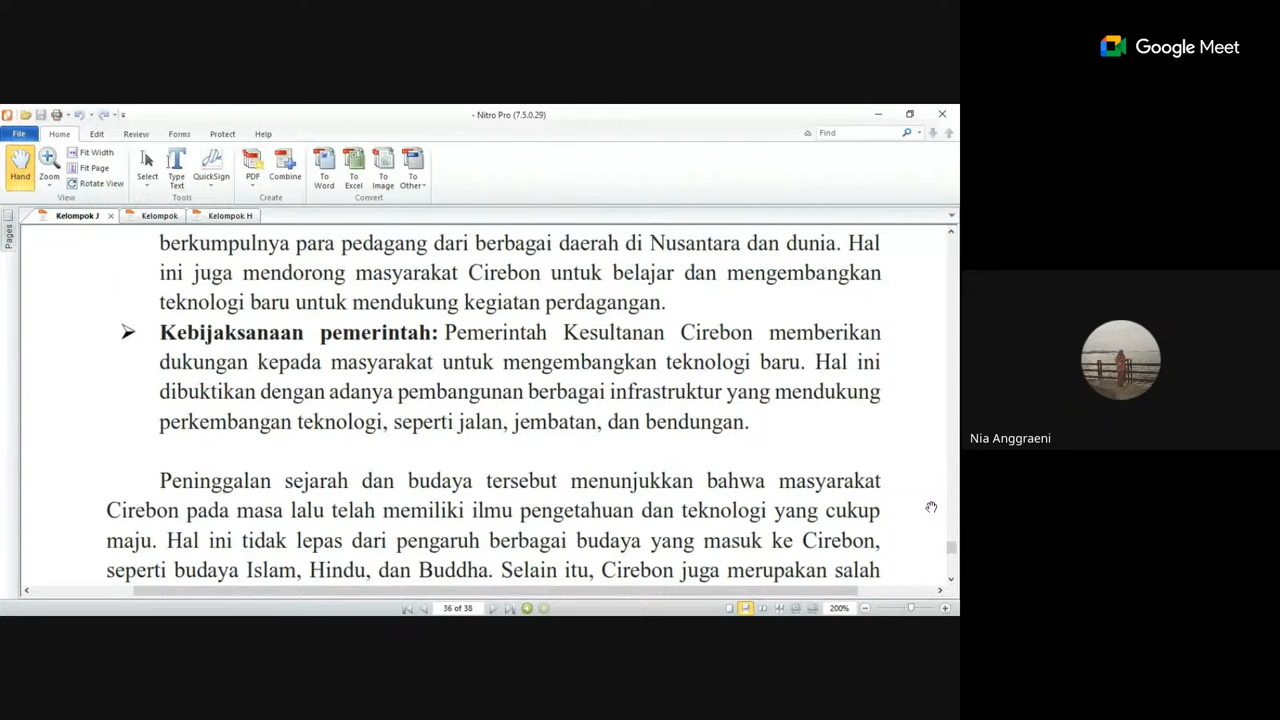 Google Meet
- Nitro Pro (7.5.0.29)
File Home Edit Review Forms Protect Help
Find
Hand
Zoom
Fit Width
Fit Page
Rotate View
View
Select
Type Text
QuickSign
Tools
PDF
Combine
Create
To Word
To Excel
To Image
To Other
Convert
Pages
Kelompok J
Kelompok
Kelompok H
berkumpulnya para pedagang dari berbagai daerah di Nusantara dan dunia. Hal
ini juga mendorong masyarakat Cirebon untuk belajar dan mengembangkan
teknologi baru untuk mendukung kegiatan perdagangan.
Kebijaksanaan pemerintah: Pemerintah Kesultanan Cirebon memberikan
dukungan kepada masyarakat untuk mengembangkan teknologi baru. Hal ini
dibuktikan dengan adanya pembangunan berbagai infrastruktur yang mendukung
perkembangan teknologi, seperti jalan, jembatan, dan bendungan.
Peninggalan sejarah dan budaya tersebut menunjukkan bahwa masyarakat
Cirebon pada masa lalu telah memiliki ilmu pengetahuan dan teknologi yang cukup
maju. Hal ini tidak lepas dari pengaruh berbagai budaya yang masuk ke Cirebon,
seperti budaya Islam, Hindu, dan Buddha. Selain itu, Cirebon juga merupakan salah
36 of 38
200%
Nia Anggraeni